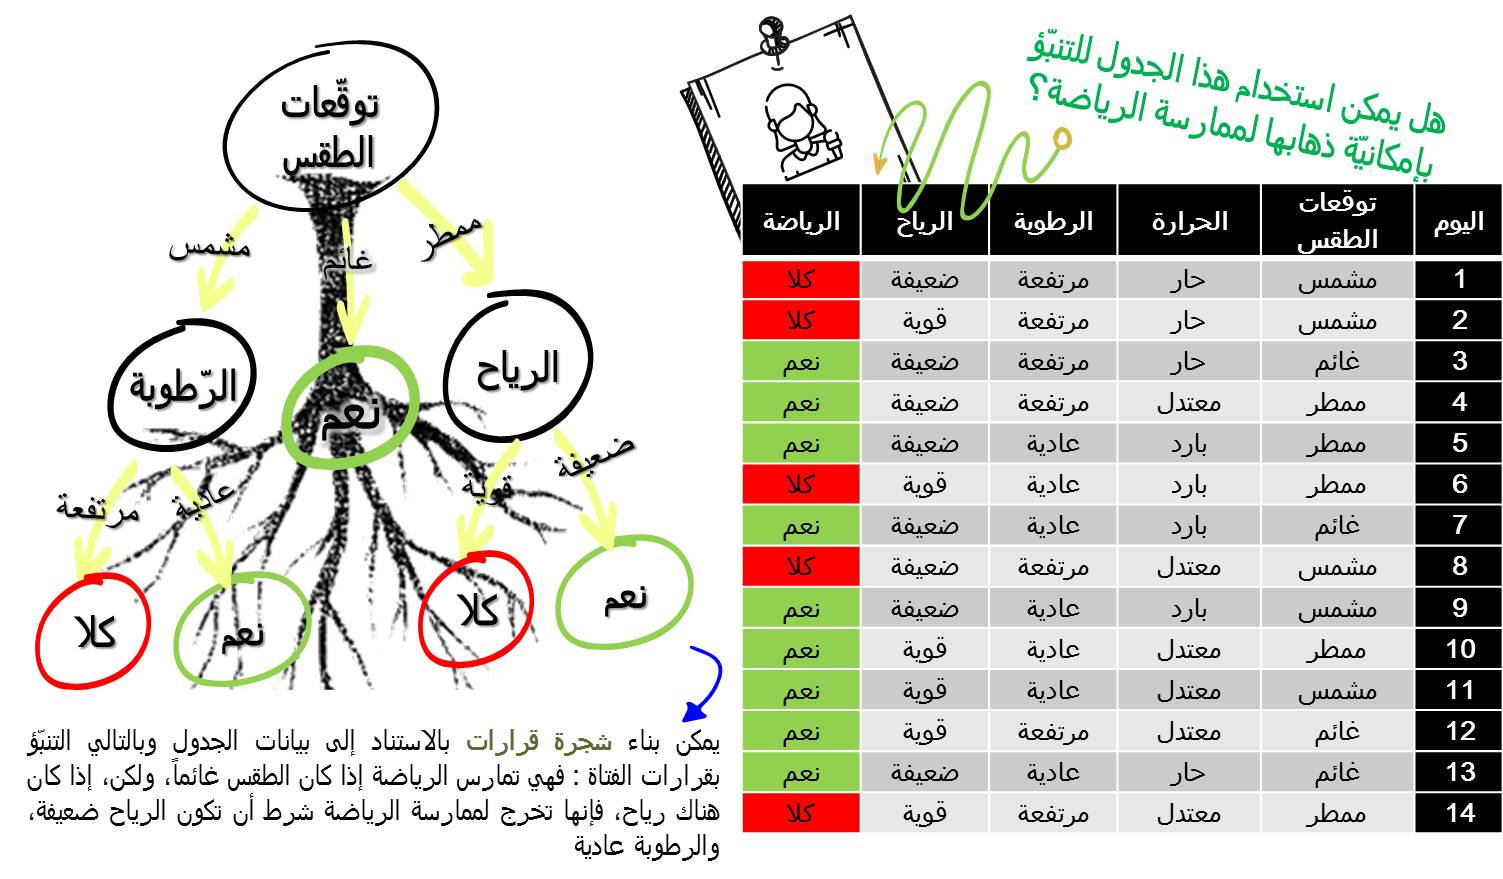 هل يمكن استخدام هذا الجدول للتنبّؤ
بإمكانيّة ذهابها لممارسة الرياضة؟
اليوم توقعات الطقس الحرارة الرطوبة الرياح الرياضة
1 مشمس حار مرتفعة ضعيفة كلا
2 مشمس حار مرتفعة قوية كلا
3 غائم حار مرتفعة ضعيفة نعم
4 ممطر معتدل مرتفعة ضعيفة نعم
5 ممطر بارد عادية ضعيفة نعم
6 ممطر بارد عادية قوية كلا
7 غائم بارد عادية ضعيفة نعم
8 مشمس معتدل مرتفعة ضعيفة كلا
9 مشمس بارد عادية ضعيفة نعم
10 ممطر معتدل عادية قوية نعم
11 مشمس معتدل عادية قوية نعم
12 غائم معتدل مرتفعة قوية نعم
13 غائم حار عادية ضعيفة نعم
14 ممطر معتدل مرتفعة قوية كلا
توقّعات
الطقس
ممطر غائم مشمس
الرياح نعم الرّطوبة
ضعيفة قوية عادية مرتفعة
نعم كلا نعم كلا
يمكن بناء شجرة قرارات بالاستناد إلى بيانات الجدول وبالتالي التنبّؤ
بقرارات الفتاة : فهي تمارس الرياضة إذا كان الطقس غائماً، ولكن، إذا كان
هناك رياح، فإنها تخرج لممارسة الرياضة شرط أن تكون الرياح ضعيفة،
والرطوبة عادية